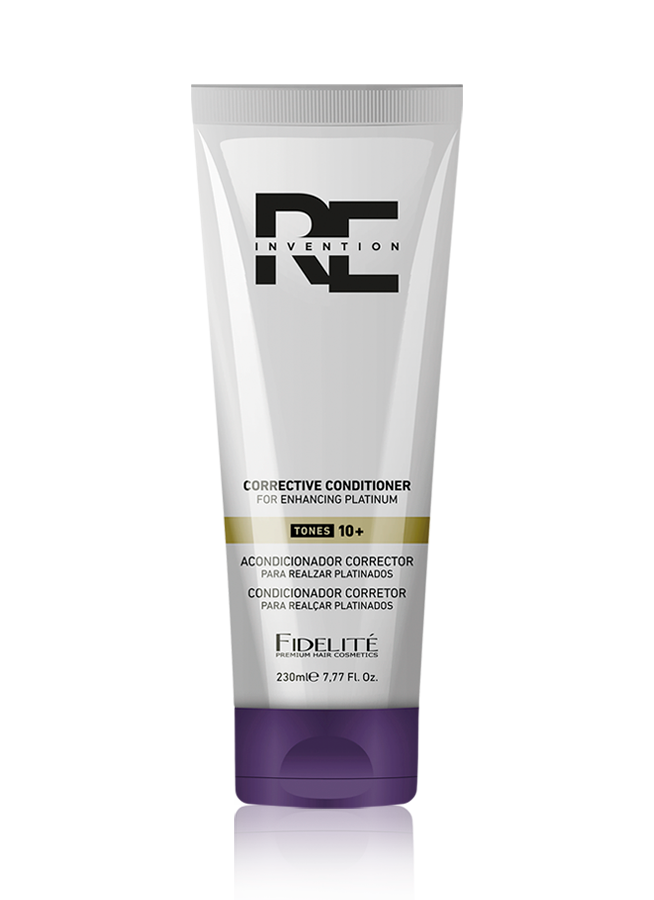 RE
INVENTION
CORRECTIVE CONDITIONER
FOR ENHANCING PLATINUM
TONES 10+
ACONDICIONADOR CORRECTOR
PARA REALZAR PLATINADOS
CONDICIONADOR CORRETOR
PARA REALÇAR PLATINADOS
FIDELITÉ
PREMIUM HAIR COSMETICS
230ml℮ 7,77 Fl. Oz.